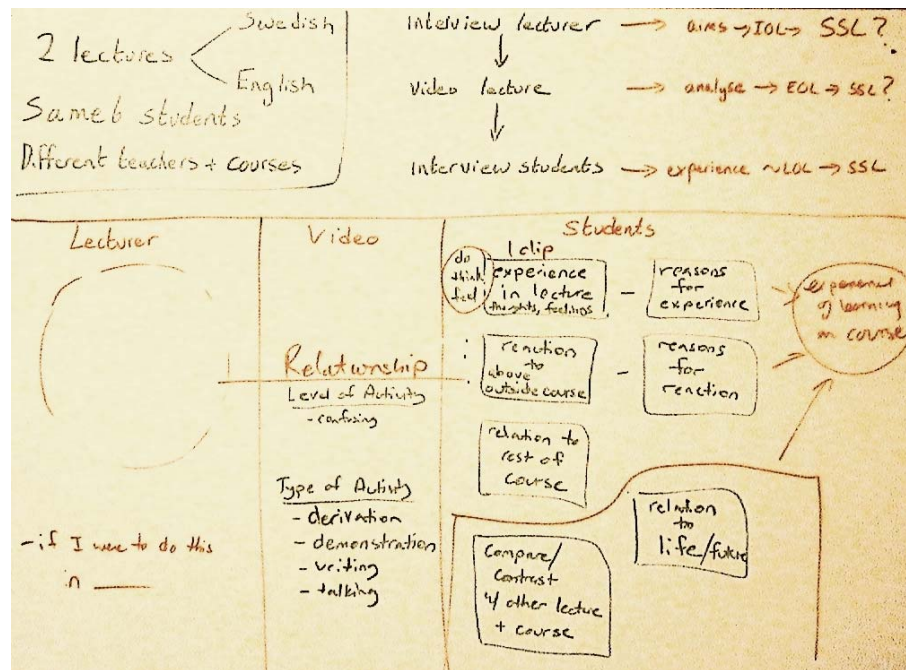 2 lectures
Swedish
English
Same 6 students
Different teachers + courses
Interview lecturer → aims → IOL → SSL?
Video lecture → analyse → EOL → SSL?
Interview students → experience ~ LOL → SSL
Lecturer
- if I were to do this
in ____
Video
Relationship
Level of Activity
- confusing
Type of Activity
- derivation
- demonstration
- writing
- talking
Students
1 clip
do
think
feel
experience
in lecture
thoughts, feelings
reasons
for
experience
reaction
to
above
outside course
reasons
for
reaction
relation to
rest of
course
Compare/
contrast
w/ other lecture
+ course
relation
to
life/future
experience
of learning
in course